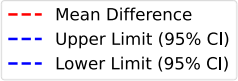 Mean Difference
Upper Limit (95% CI)
Lower Limit (95% CI)